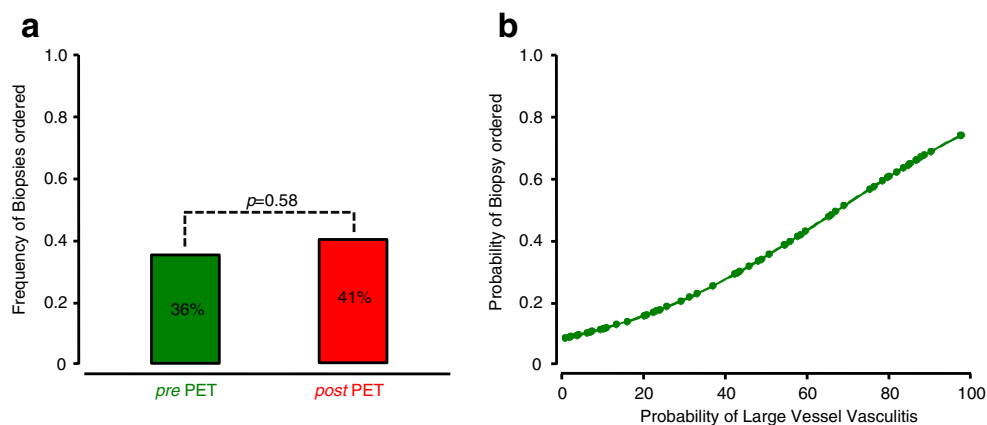 a
Frequency of Biopsies ordered
1.0
0.8
0.6
0.4
0.2
0
p=0.58
36%
41%
pre PET
post PET
b
Probability of Biopsy ordered
1.0
0.8
0.6
0.4
0.2
0
0 20 40 60 80 100
Probability of Large Vessel Vasculitis